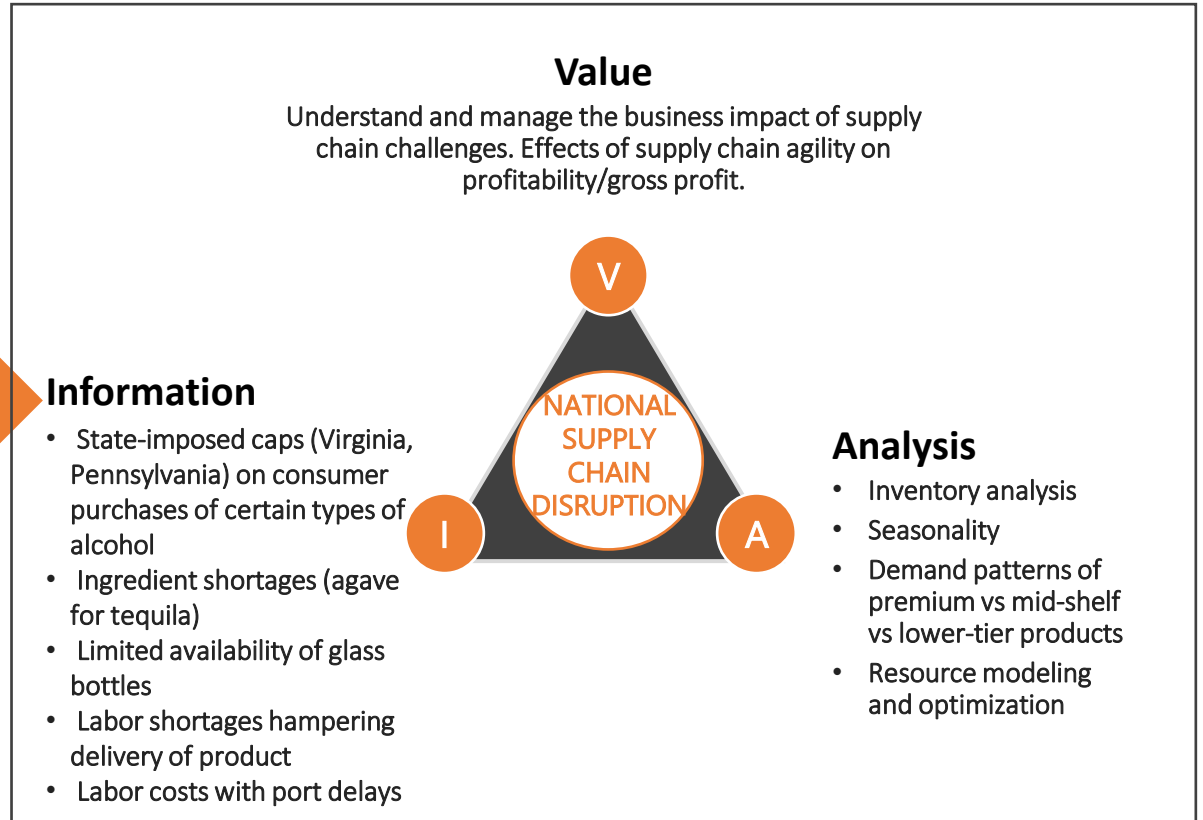 Value
Understand and manage the business impact of supply
chain challenges. Effects of supply chain agility on
profitability/gross profit.
V
NATIONAL
SUPPLY
CHAIN
DISRUPTION
I
A
Information
• State-imposed caps (Virginia,
Pennsylvania) on consumer
purchases of certain types of
alcohol
• Ingredient shortages (agave
for tequila)
• Limited availability of glass
bottles
• Labor shortages hampering
delivery of product
• Labor costs with port delays
Analysis
• Inventory analysis
• Seasonality
• Demand patterns of
premium vs mid-shelf
vs lower-tier products
• Resource modeling
and optimization